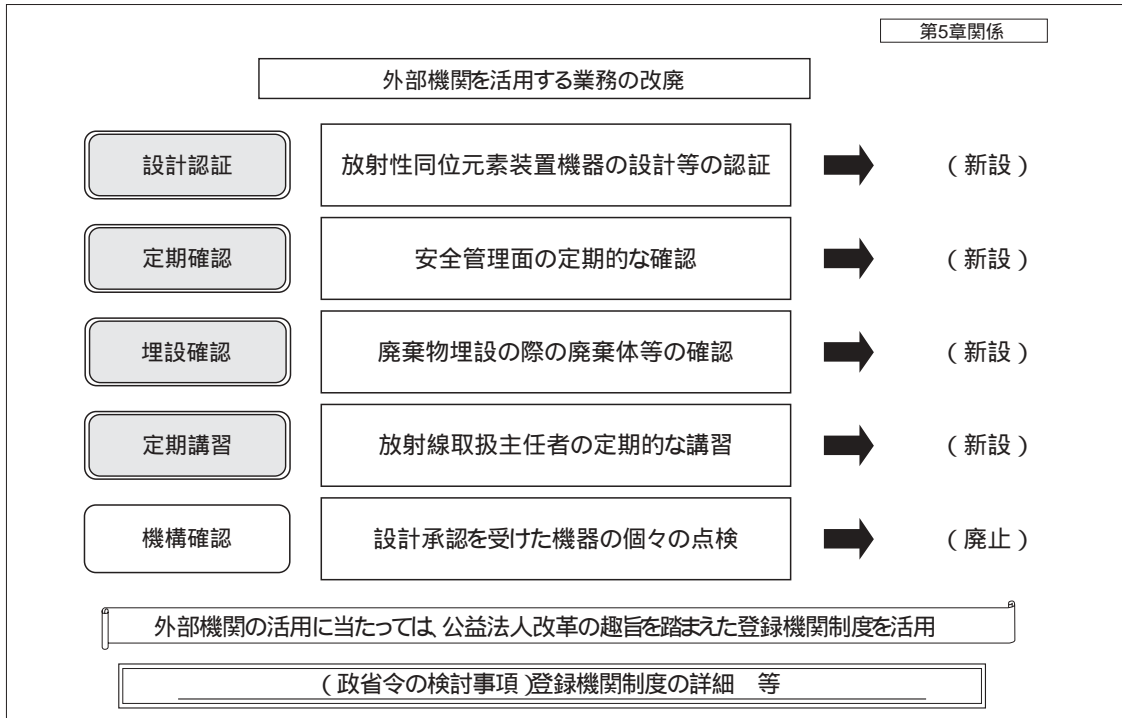 第5章関係
外部機関を活用する業務の改廃
設計認証 放射性同位元素装置機器の設計等の認証 (新設)
定期確認 安全管理面の定期的な確認 (新設)
埋設確認 廃棄物埋設の際の廃棄体等の確認 (新設)
定期講習 放射線取扱主任者の定期的な講習 (新設)
機構確認 設計承認を受けた機器の個々の点検 (廃止)
外部機関の活用に当たっては、公益法人改革の趣旨を踏まえた登録機関制度を活用
(政省令の検討事項)登録機関制度の詳細 等